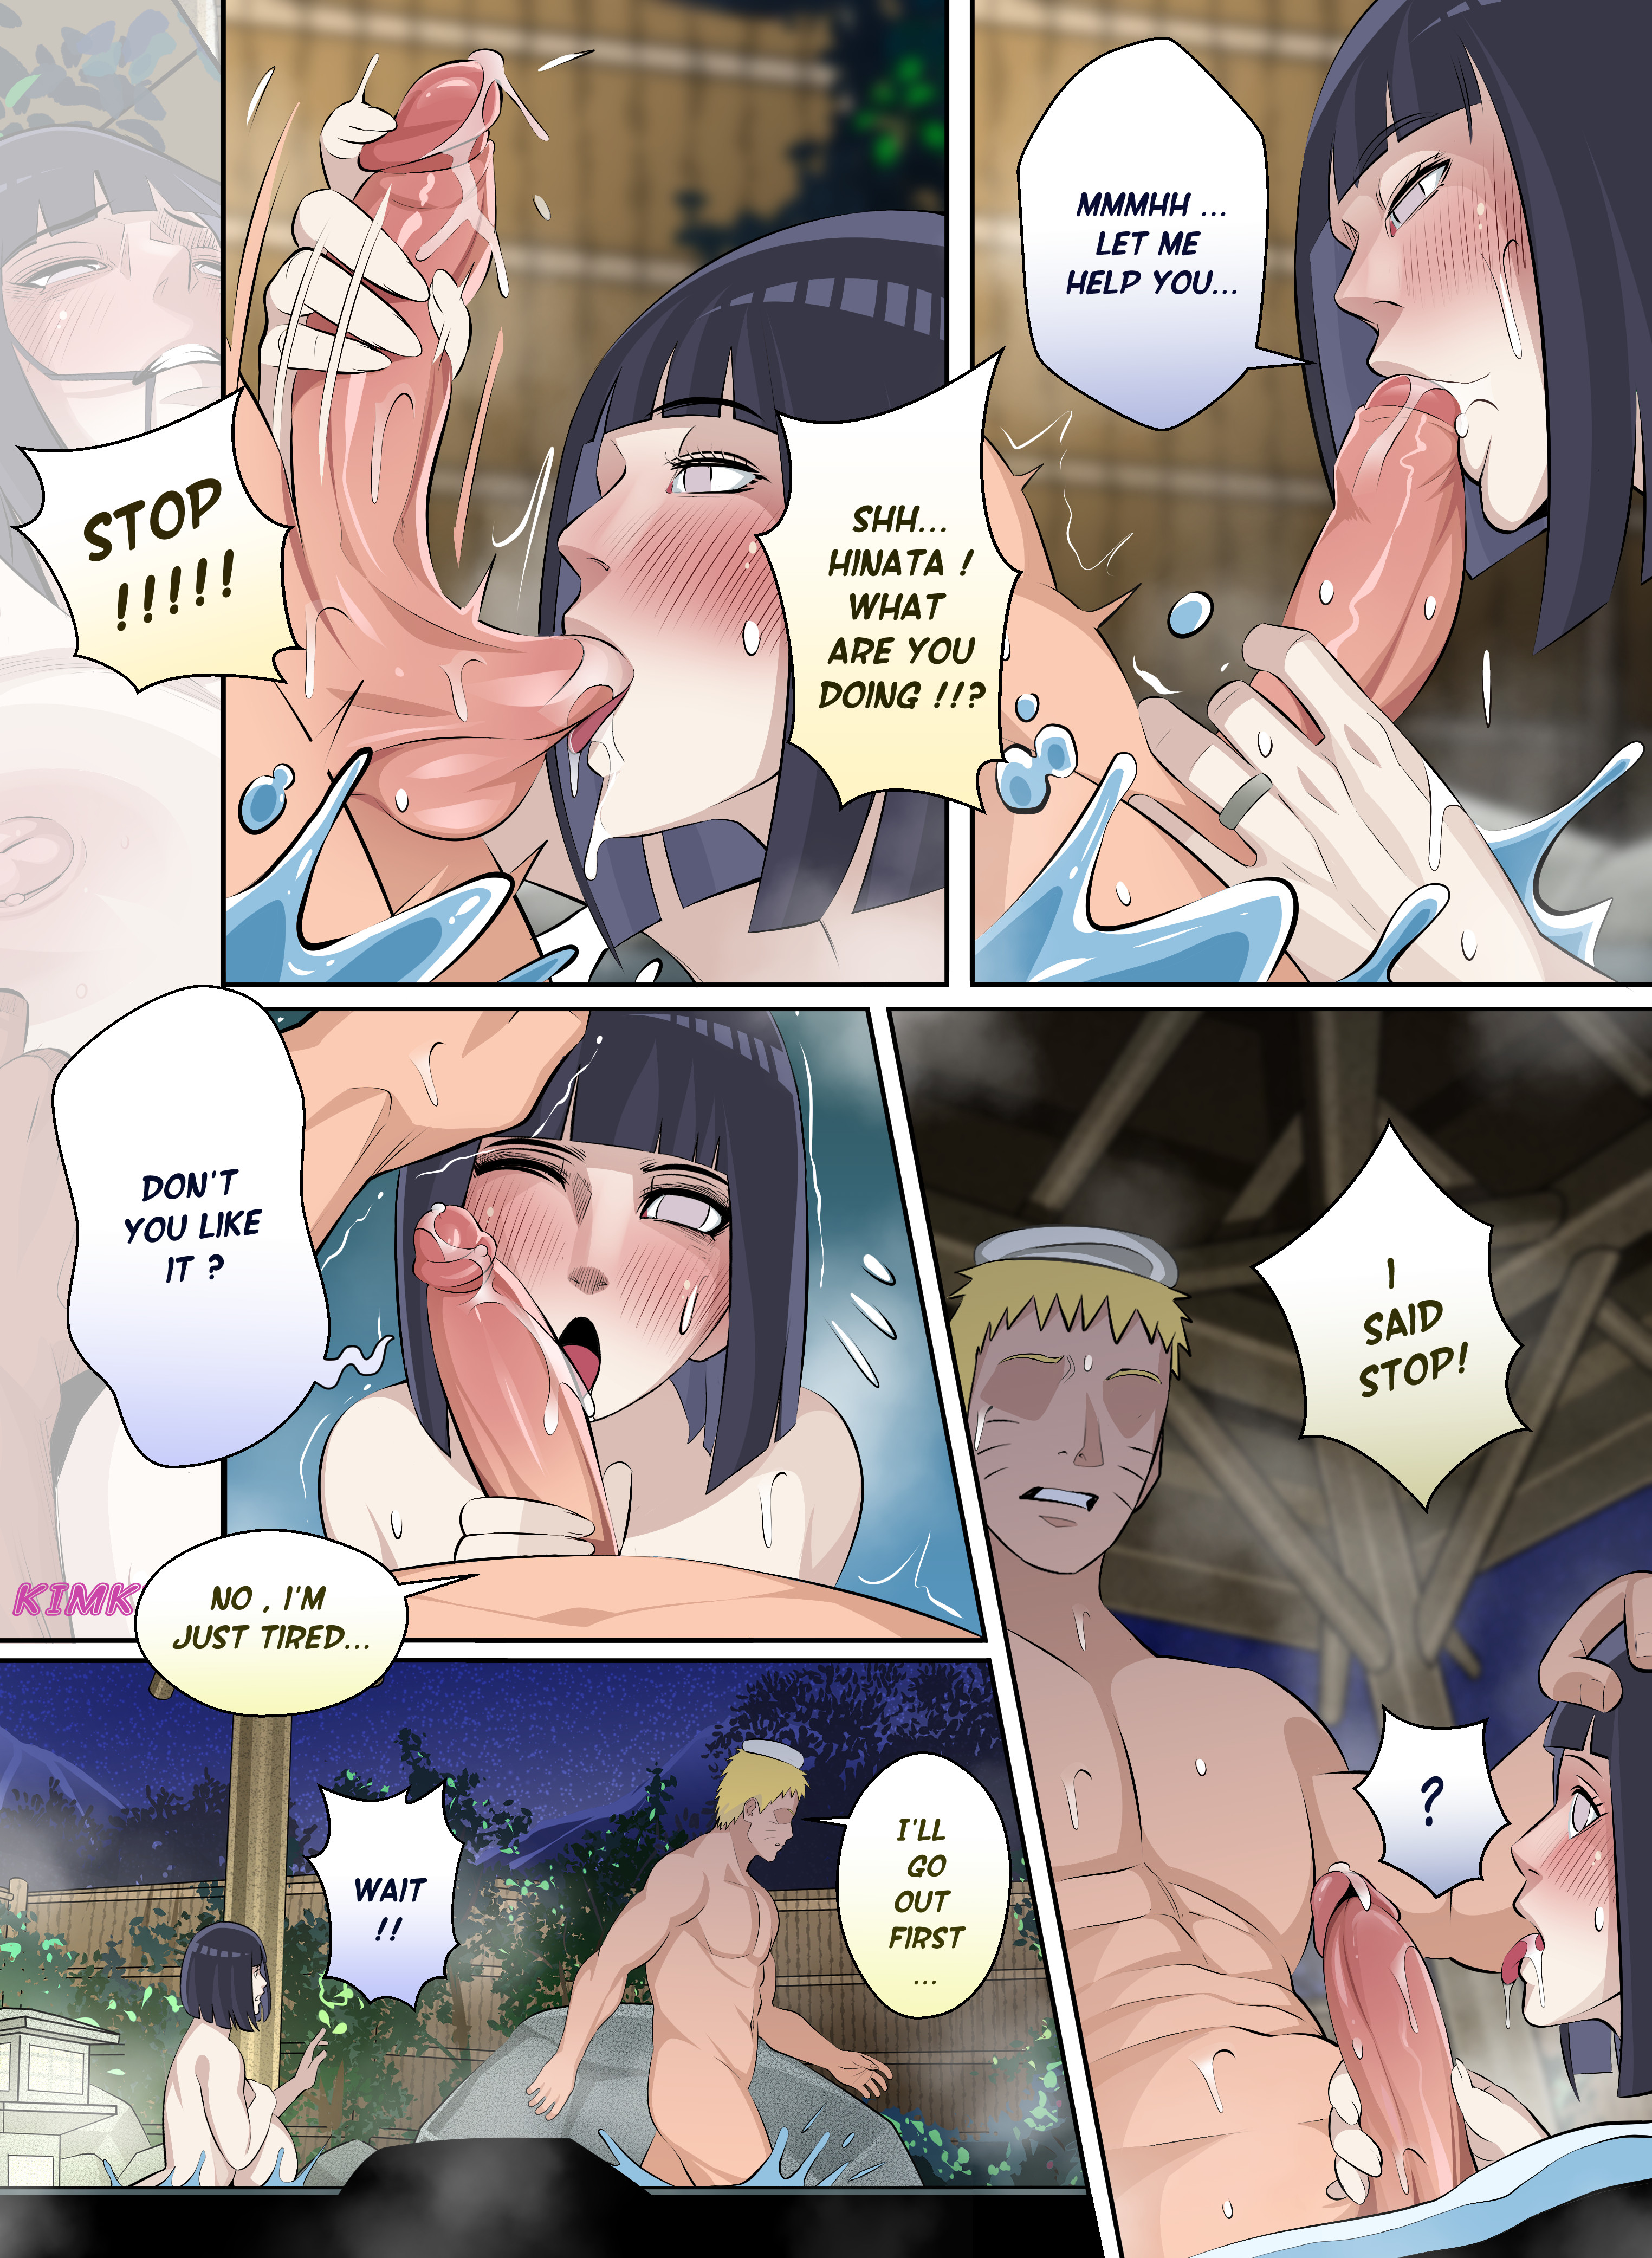 MMMHH ...
LET ME
HELP YOU...
SHH...
HINATA !
WHAT
ARE YOU
DOING !!?
STOP
!!!!!
DON'T
YOU LIKE
IT ?
I
SAID
STOP!
?
KIMK
NO , I'M
JUST TIRED...
WAIT
!!
I'LL
GO
OUT
FIRST
...